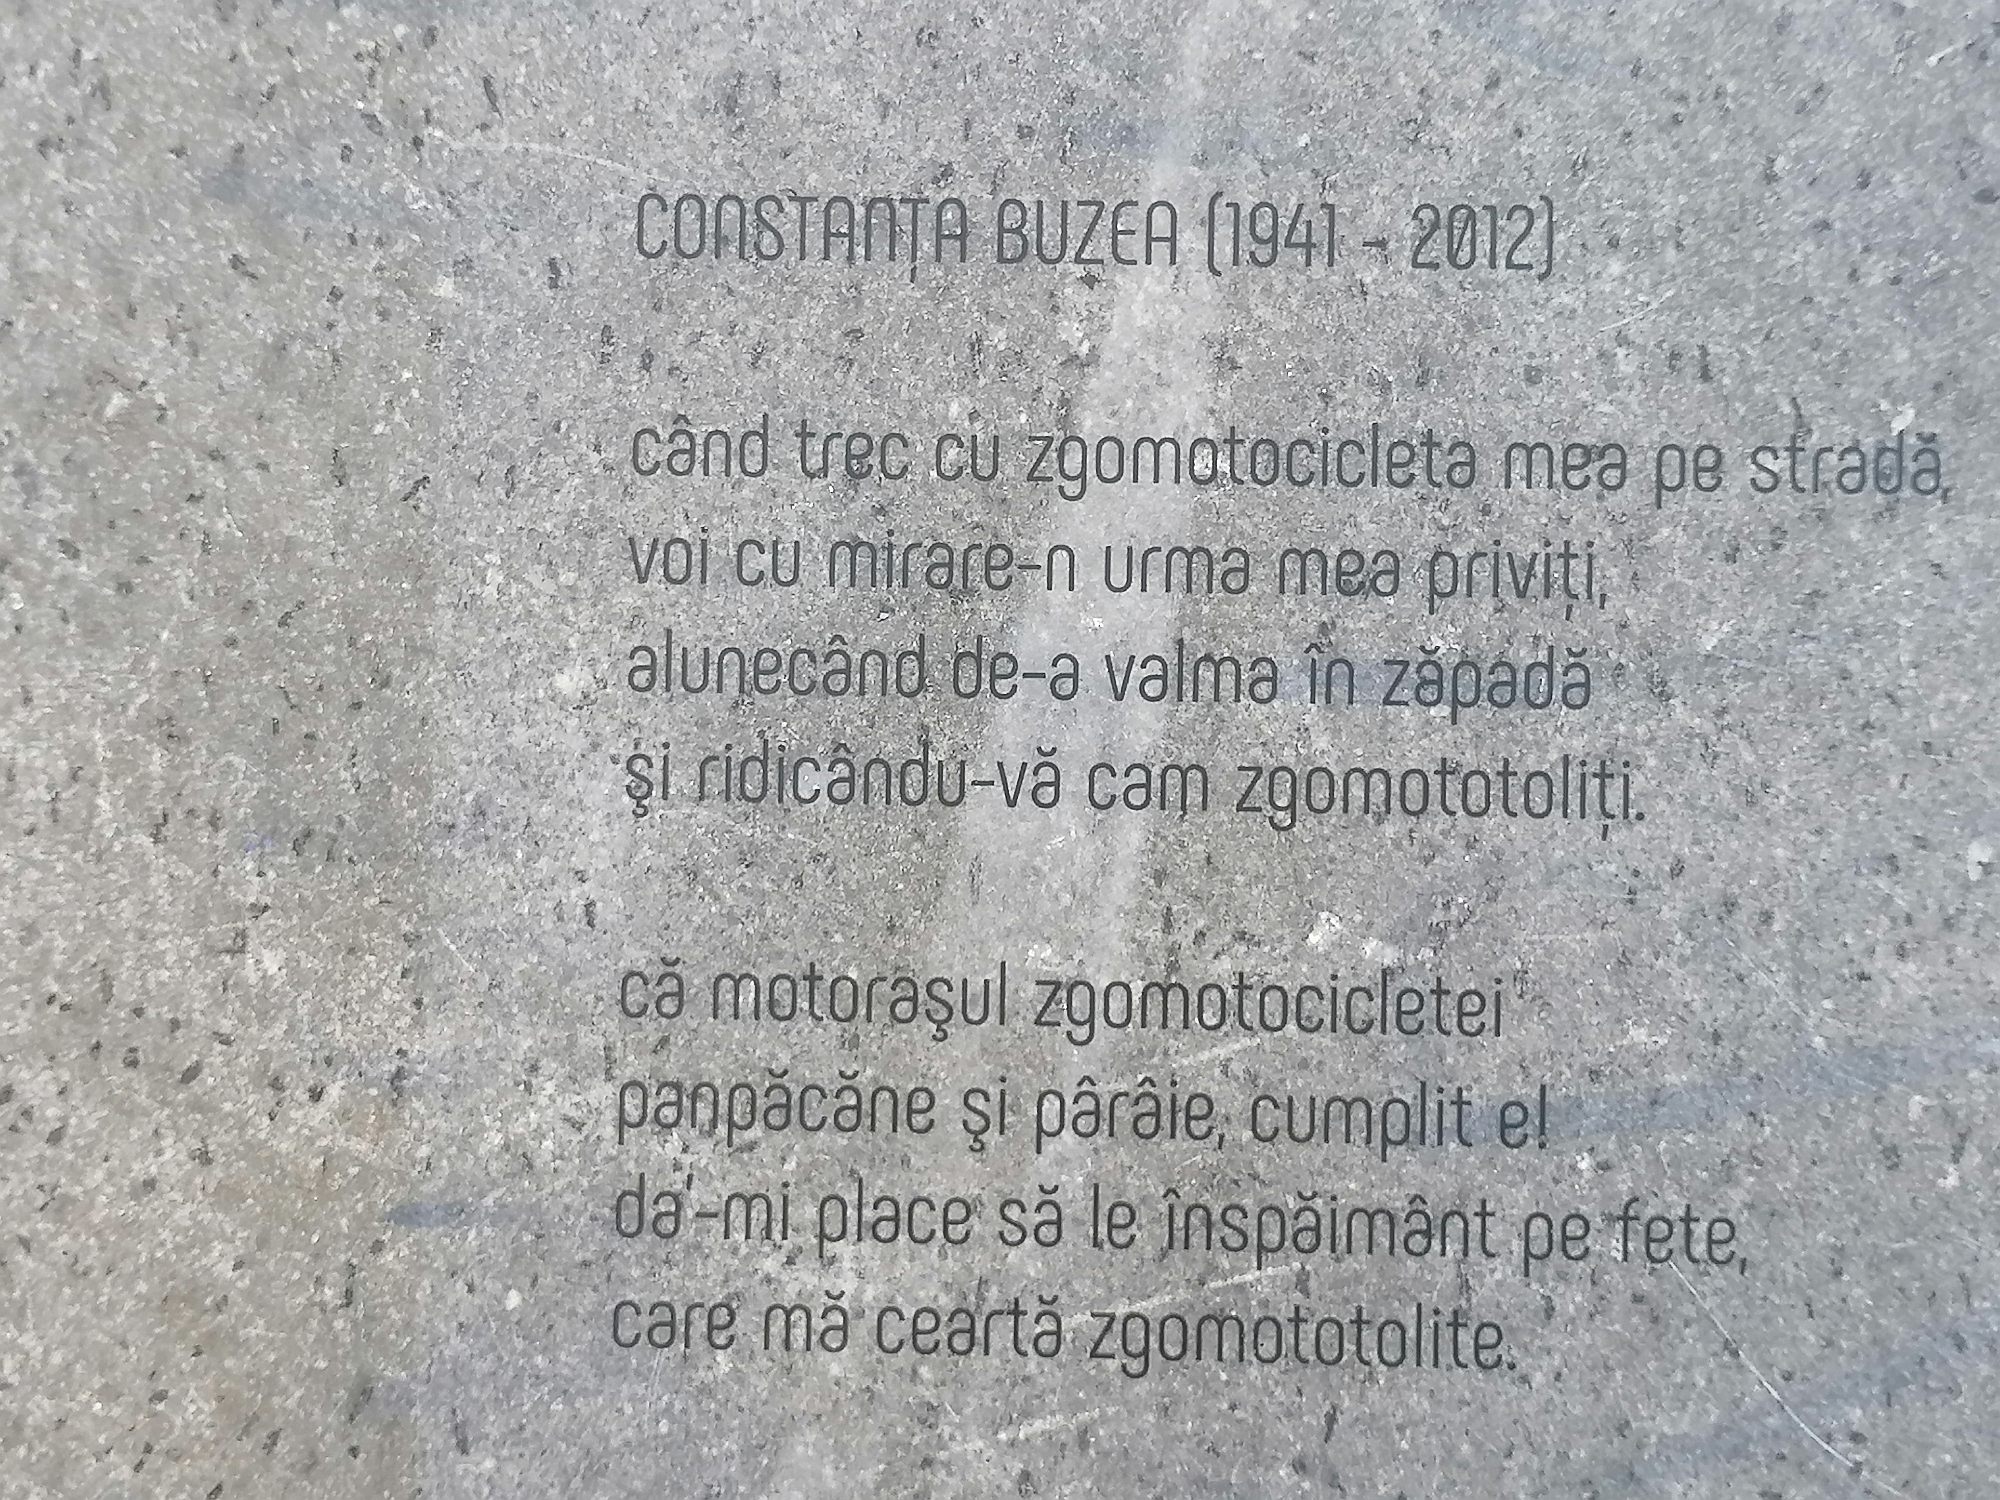 CONSTANȚA BUZEA (1941 - 2012)
când trec cu zgomotocicleta mea pe stradă,
voi cu mirare-n urma mea priviți,
alunecând de-a valma în zăpadă
şi ridicându-vă cam zgomototoliți.
că motoraşul zgomotocicletei
panpăcăne şi pârâie, cumplit e!
da'-mi place să le înspăimânt pe fete,
care mă ceartă zgomototolite.